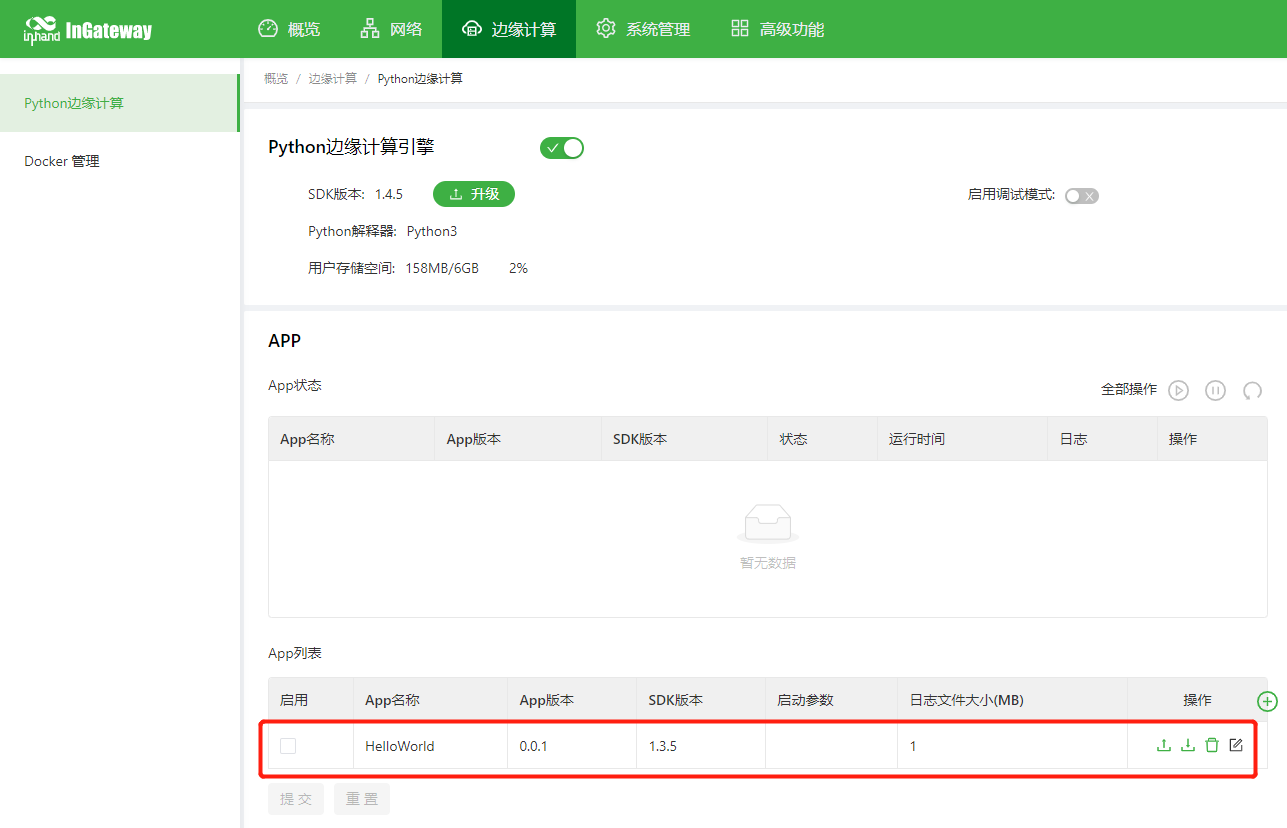 inhand InGateway 概览 网络 边缘计算 系统管理 高级功能
概览 / 边缘计算 / Python边缘计算
Python边缘计算
Docker 管理
Python边缘计算引擎
SDK版本: 1.4.5 升级 启用调试模式:
Python解释器: Python3
用户存储空间: 158MB/6GB 2%
APP
App状态 全部操作
App名称 App版本 SDK版本 状态 运行时间 日志 操作
暂无数据
App列表
启用 App名称 App版本 SDK版本 启动参数 日志文件大小(MB) 操作
HelloWorld 0.0.1 1.3.5 1
提交 重置